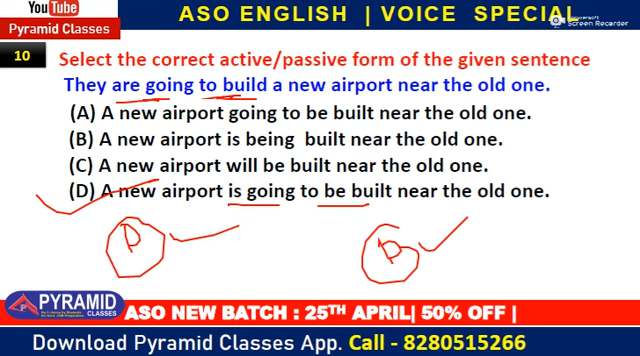 YouTube
Pyramid Classes
ASO ENGLISH | VOICE SPECIAL
Screen Recorder
10
Select the correct active/passive form of the given sentence
They are going to build a new airport near the old one.
(A) A new airport going to be built near the old one.
(B) A new airport is being built near the old one.
(C) A new airport will be built near the old one.
(D) A new airport is going to be built near the old one.
D
D
PYRAMID
CLASSES
ASO NEW BATCH : 25TH APRIL| 50% OFF |
Download Pyramid Classes App. Call - 8280515266